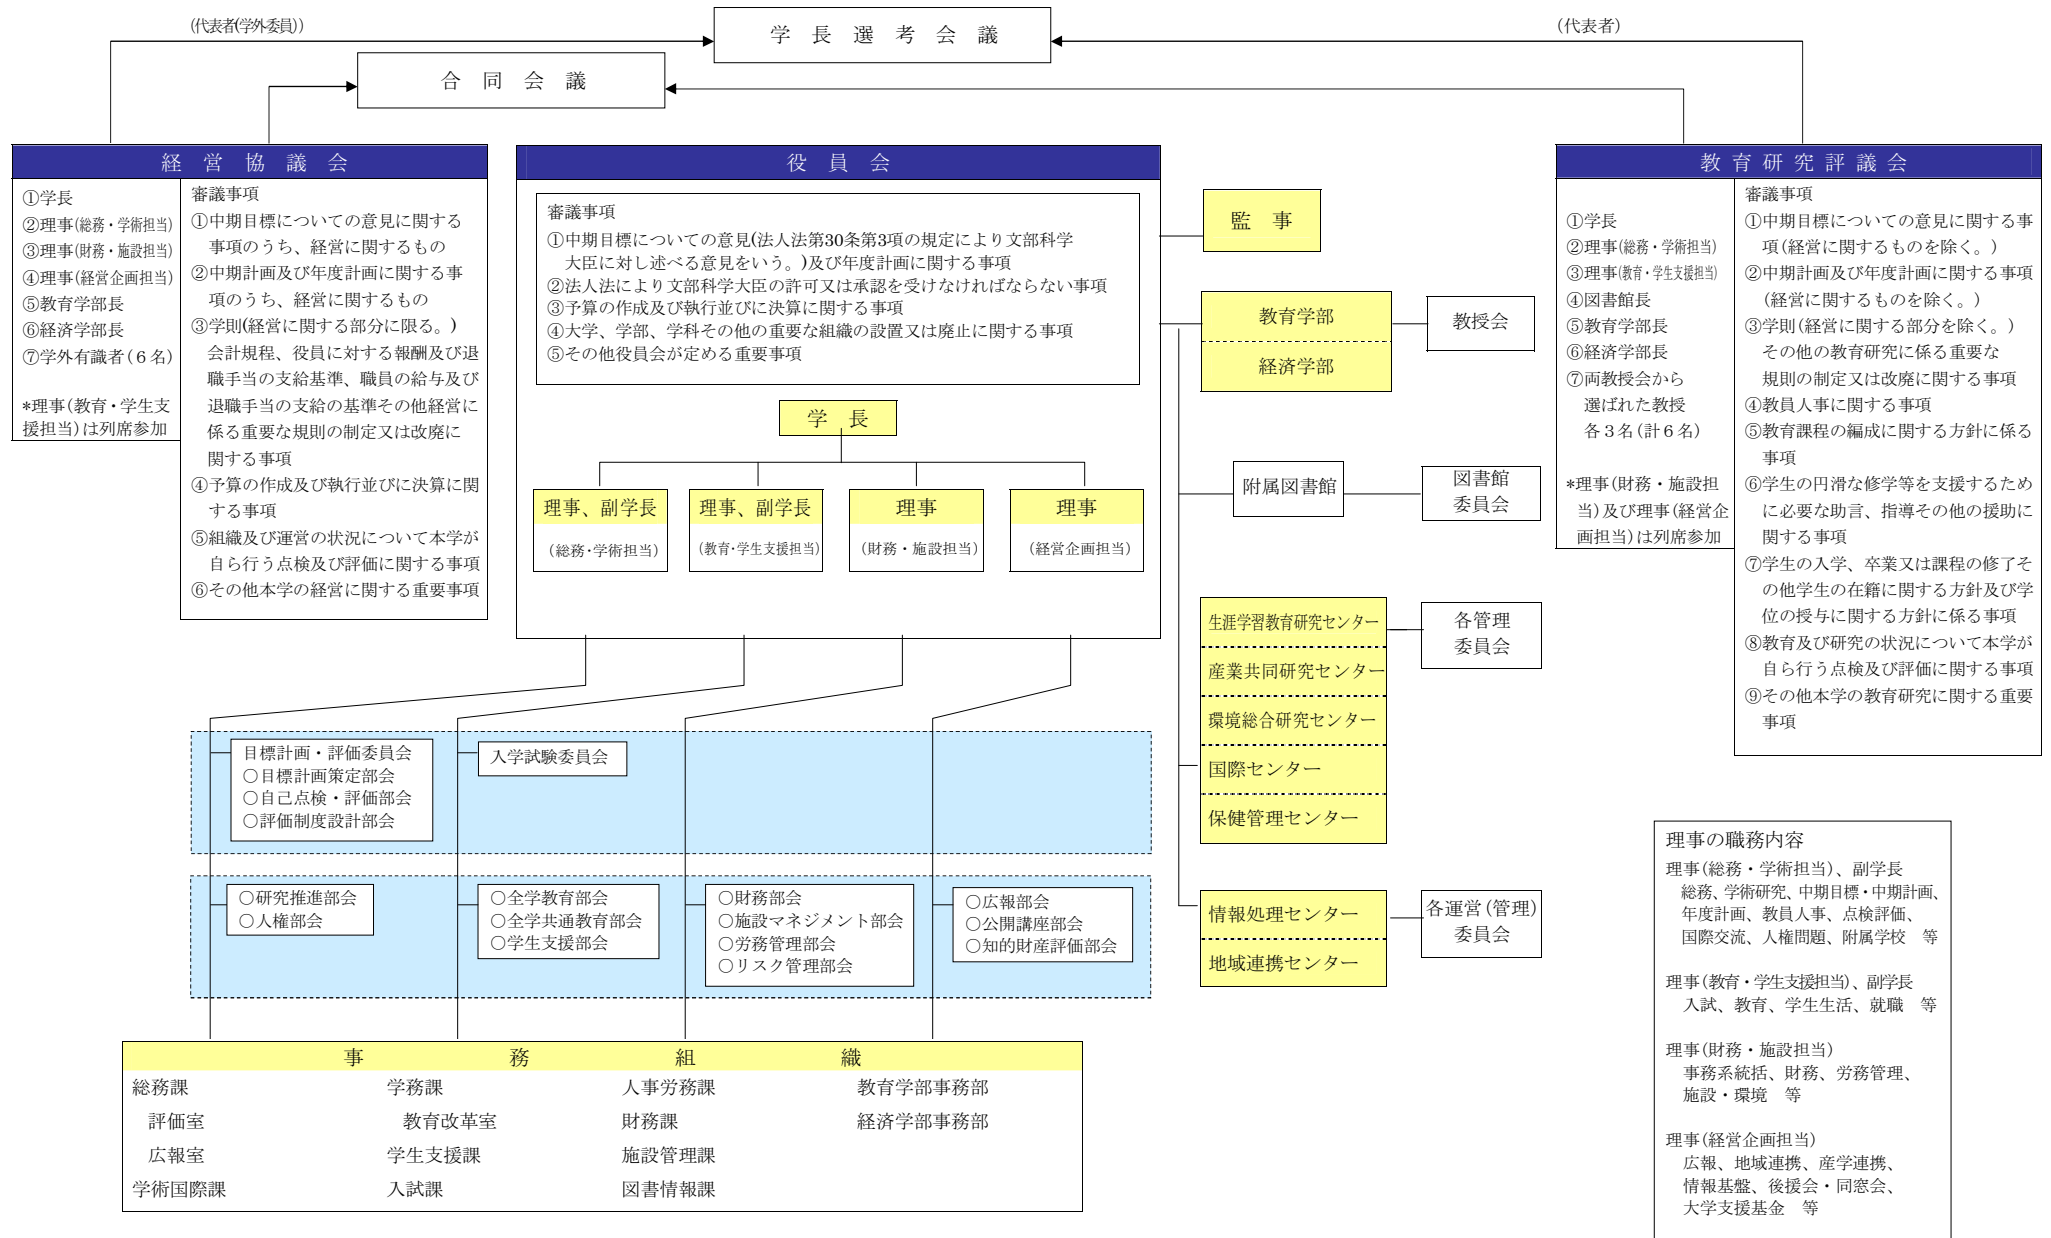 (代表者(学外委員))
学長選考会議
(代表者)
合同会議
経営協議会
①学長
②理事(総務・学術担当)
③理事(財務・施設担当)
④理事(経営企画担当)
⑤教育学部長
⑥経済学部長
⑦学外有識者(6名)
*理事(教育・学生支
援担当)は列席参加
審議事項
①中期目標についての意見に関する
事項のうち、経営に関するもの
②中期計画及び年度計画に関する事
項のうち、経営に関するもの
③学則(経営に関する部分に限る。)
会計規程、役員に対する報酬及び退
職手当の支給基準、職員の給与及び
退職手当の支給の基準その他経営に
係る重要な規則の制定又は改廃に
関する事項
④予算の作成及び執行並びに決算に関
する事項
⑤組織及び運営の状況について本学が
自ら行う点検及び評価に関する事項
⑥その他本学の経営に関する重要事項
役員会
審議事項
①中期目標についての意見(法人法第30条第3項の規定により文部科学
大臣に対し述べる意見をいう。)及び年度計画に関する事項
②法人法により文部科学大臣の許可又は承認を受けなければならない事項
③予算の作成及び執行並びに決算に関する事項
④大学、学部、学科その他の重要な組織の設置又は廃止に関する事項
⑤その他役員会が定める重要事項
学長
理事、副学長
(総務・学術担当)
理事、副学長
(教育・学生支援担当)
理事
(財務・施設担当)
理事
(経営企画担当)
監事
教育学部
経済学部
教授会
附属図書館
図書館
委員会
生涯学習教育研究センター
産業共同研究センター
環境総合研究センター
国際センター
保健管理センター
各管理
委員会
情報処理センター
地域連携センター
各運営(管理)
委員会
教育研究評議会
①学長
②理事(総務・学術担当)
③理事(教育・学生支援担当)
④図書館長
⑤教育学部長
⑥経済学部長
⑦両教授会から
選ばれた教授
各3名(計6名)
*理事(財務・施設担
当)及び理事(経営企
画担当)は列席参加
審議事項
①中期目標についての意見に関する事
項(経営に関するものを除く。)
②中期計画及び年度計画に関する事項
(経営に関するものを除く。)
③学則(経営に関する部分を除く。)
その他の教育研究に係る重要な
規則の制定又は改廃に関する事項
④教員人事に関する事項
⑤教育課程の編成に関する方針に係る
事項
⑥学生の円滑な修学等を支援するため
に必要な助言、指導その他の援助に
関する事項
⑦学生の入学、卒業又は課程の修了そ
の他学生の在籍に関する方針及び学
位の授与に関する方針に係る事項
⑧教育及び研究の状況について本学が
自ら行う点検及び評価に関する事項
⑨その他本学の教育研究に関する重要
事項
目標計画・評価委員会
○目標計画策定部会
○自己点検・評価部会
○評価制度設計部会
入学試験委員会
○研究推進部会
○人権部会
○全学教育部会
○全学共通教育部会
○学生支援部会
○財務部会
○施設マネジメント部会
○労務管理部会
○リスク管理部会
○広報部会
○公開講座部会
○知的財産評価部会
事務組織
総務課
評価室
広報室
学術国際課
学務課
教育改革室
学生支援課
入試課
人事労務課
財務課
施設管理課
図書情報課
教育学部事務部
経済学部事務部
理事の職務内容
理事(総務・学術担当)、副学長
総務、学術研究、中期目標・中期計画、
年度計画、教員人事、点検評価、
国際交流、人権問題、附属学校 等
理事(教育・学生支援担当)、副学長
入試、教育、学生生活、就職 等
理事(財務・施設担当)
事務系統括、財務、労務管理、
施設・環境 等
理事(経営企画担当)
広報、地域連携、産学連携、
情報基盤、後援会・同窓会、
大学支援基金 等